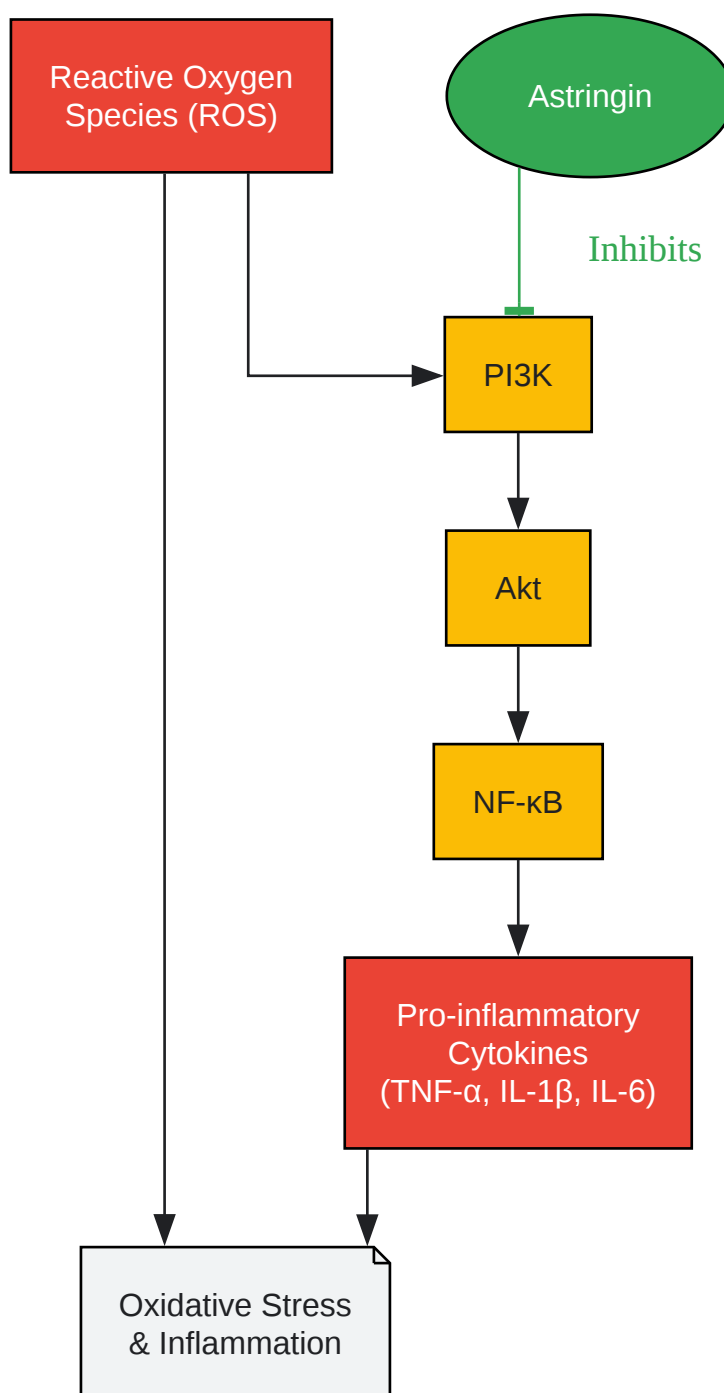 Reactive Oxygen
Species (ROS)
Astringin
Inhibits
PI3K
Akt
NF-κB
Pro-inflammatory
Cytokines
(TNF-α, IL-1β, IL-6)
Oxidative Stress
& Inflammation